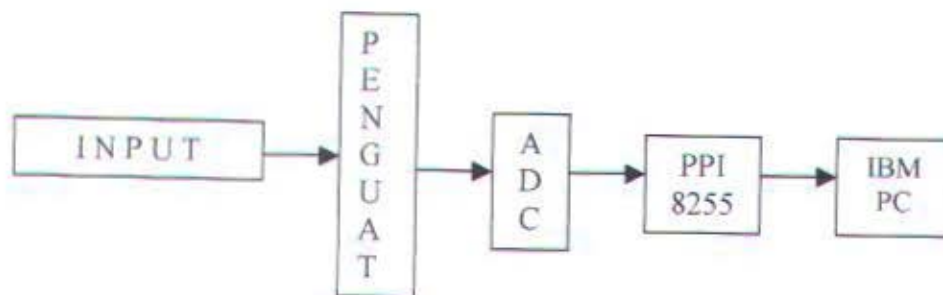 INPUT
PENGUAT
ADC
PPI
8255
IBM
PC